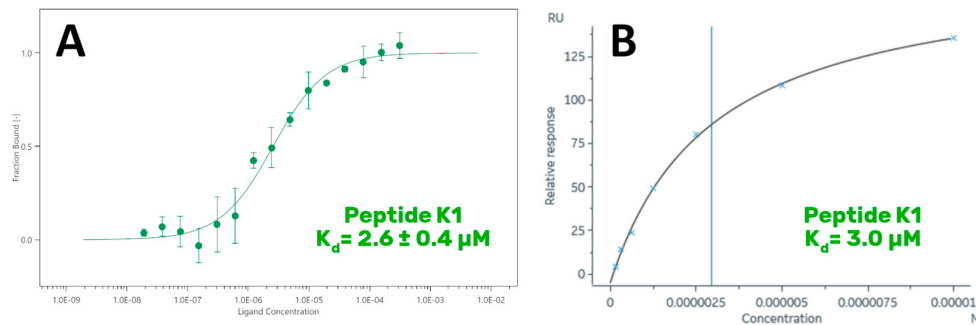 A
Fraction Bound [-]
1.0
0.5
0.0
Peptide K1
Kd= 2.6 ± 0.4 µM
1.0E-09 1.0E-08 1.0E-07 1.0E-06 1.0E-05 1.0E-04 1.0E-03 1.0E-02
Ligand Concentration
B
RU
Relative response
125
100
75
50
25
0
Peptide K1
Kd= 3.0 µM
0 0.0000025 0.000005 0.0000075 0.00001
Concentration